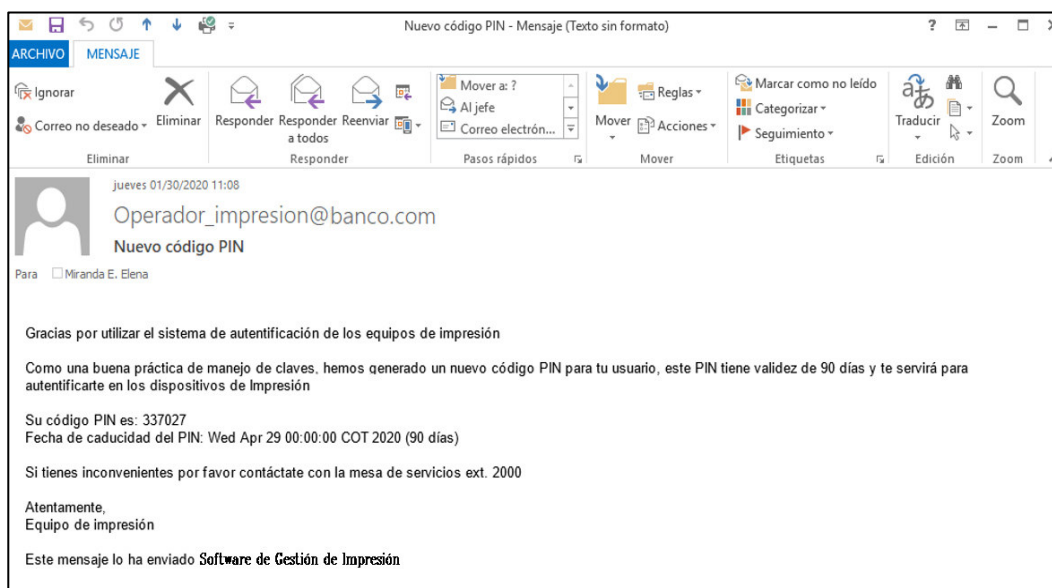 Nuevo código PIN - Mensaje (Texto sin formato)
ARCHIVO MENSAJE
Ignorar
Correo no deseado
Eliminar
Responder
Responder a todos
Reenviar
Mover a: ?
Al jefe
Correo electrón...
Mover
Reglas
Acciones
Marcar como no leído
Categorizar
Seguimiento
Traducir
Zoom
Eliminar Responder Pasos rápidos Mover Etiquetas Edición Zoom
jueves 01/30/2020 11:08
Operador_impresion@banco.com
Nuevo código PIN
Para Miranda E. Elena
Gracias por utilizar el sistema de autentificación de los equipos de impresión
Como una buena práctica de manejo de claves, hemos generado un nuevo código PIN para tu usuario, este PIN tiene validez de 90 días y te servirá para
autentificarte en los dispositivos de Impresión
Su código PIN es: 337027
Fecha de caducidad del PIN: Wed Apr 29 00:00:00 COT 2020 (90 días)
Si tienes inconvenientes por favor contáctate con la mesa de servicios ext. 2000
Atentamente,
Equipo de impresión
Este mensaje lo ha enviado Software de Gestión de Impresión